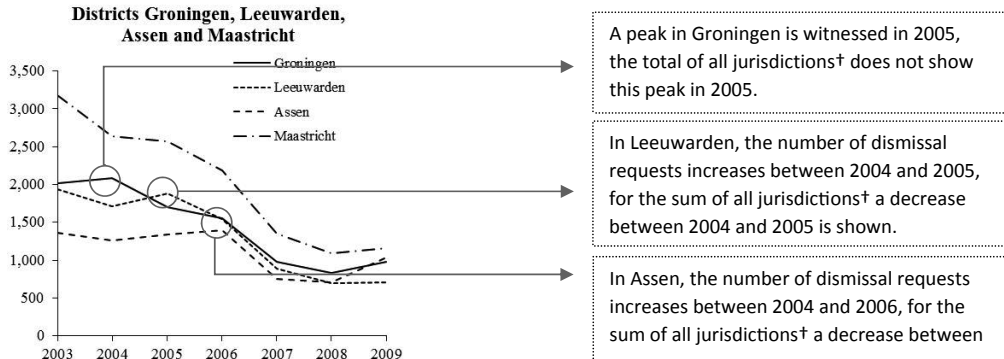 Districts Groningen, Leeuwarden,
Assen and Maastricht
3,500
3,000
2,500
2,000
1,500
1,000
500
0
2003 2004 2005 2006 2007 2008 2009
Groningen
Leeuwarden
Assen
Maastricht
A peak in Groningen is witnessed in 2005,
the total of all jurisdictions† does not show
this peak in 2005.
In Leeuwarden, the number of dismissal
requests increases between 2004 and 2005,
for the sum of all jurisdictions† a decrease
between 2004 and 2005 is shown.
In Assen, the number of dismissal requests
increases between 2004 and 2006, for the
sum of all jurisdictions† a decrease between